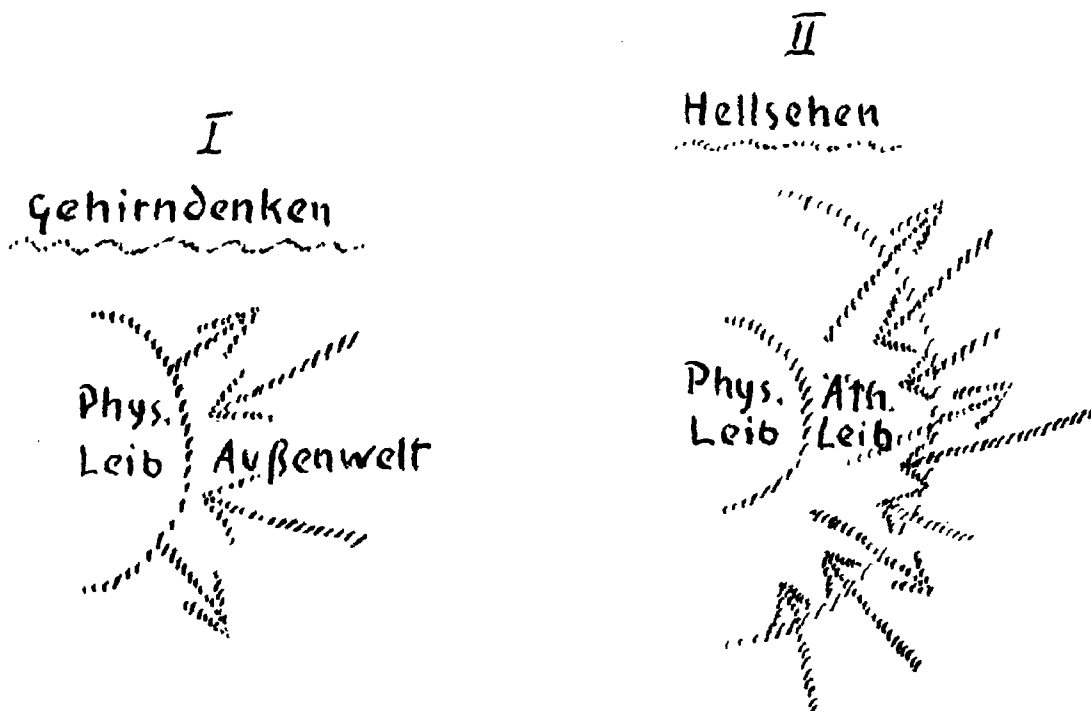 I
Gehirndenken
Phys.
Leib Außenwelt
II
Hellsehen
Phys. Äth.
Leib Leib